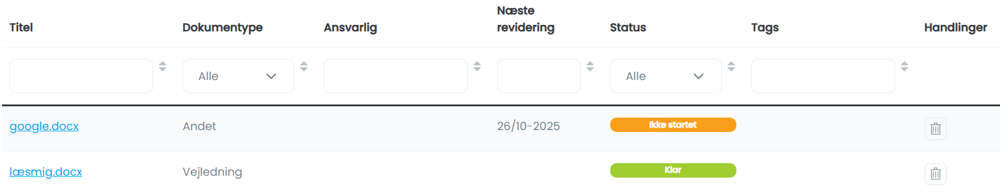 Titel Dokumentype Ansvarlig Næste revidering Status Tags Handlinger
Alle Alle
google.docx Andet 26/10-2025 Ikke startet
læsmig.docx Vejledning Klar